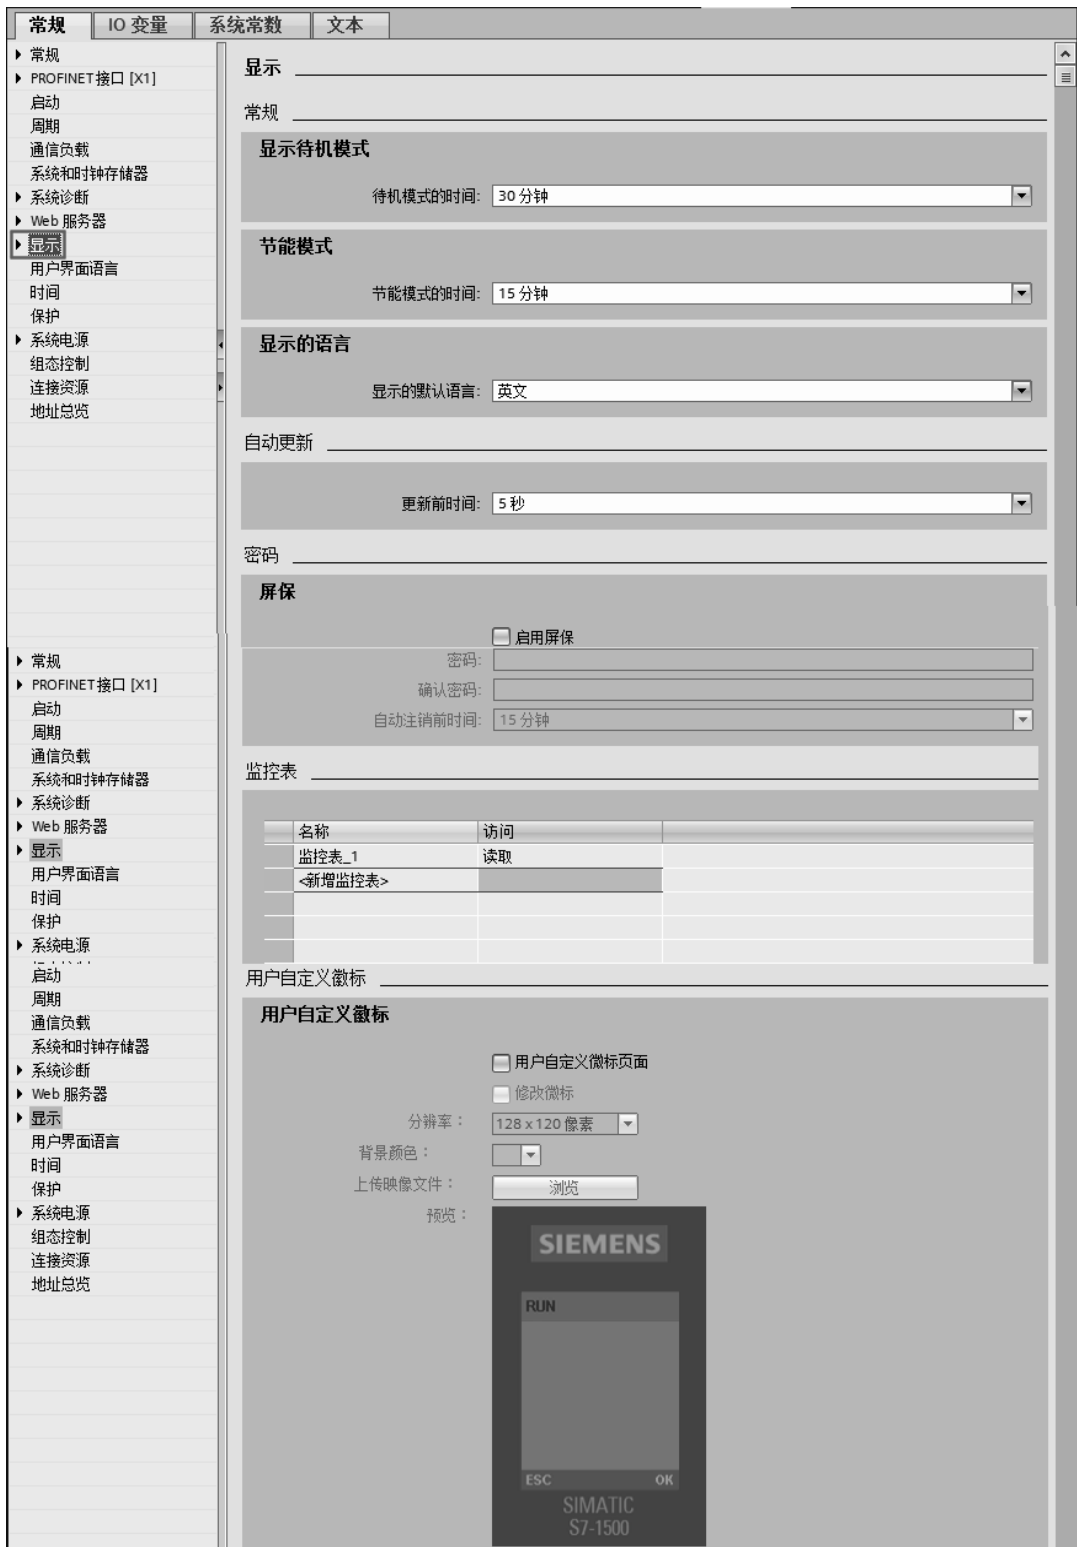 常规 IO 变量 系统常数 文本
常规
PROFINET接口 [X1]
启动
周期
通信负载
系统和时钟存储器
系统诊断
Web 服务器
显示
用户界面语言
时间
保护
系统电源
组态控制
连接资源
地址总览
显示
常规
显示待机模式
待机模式的时间: 30 分钟
节能模式
节能模式的时间: 15 分钟
显示的语言
显示的默认语言: 英文
自动更新
更新前时间: 5 秒
密码
屏保
启用屏保
密码:
确认密码:
自动注销前时间: 15 分钟
常规
PROFINET接口 [X1]
启动
周期
通信负载
系统和时钟存储器
系统诊断
Web 服务器
显示
用户界面语言
时间
保护
系统电源
监控表
名称 访问
监控表_1 读取
<新增监控表>
启动
周期
通信负载
系统和时钟存储器
系统诊断
Web 服务器
显示
用户界面语言
时间
保护
系统电源
组态控制
连接资源
地址总览
用户自定义徽标
用户自定义徽标
用户自定义微标页面
修改微标
分辨率：128 x 120 像素
背景颜色：
上传映像文件：浏览
预览：
SIEMENS
RUN
ESC OK
SIMATIC
S7-1500